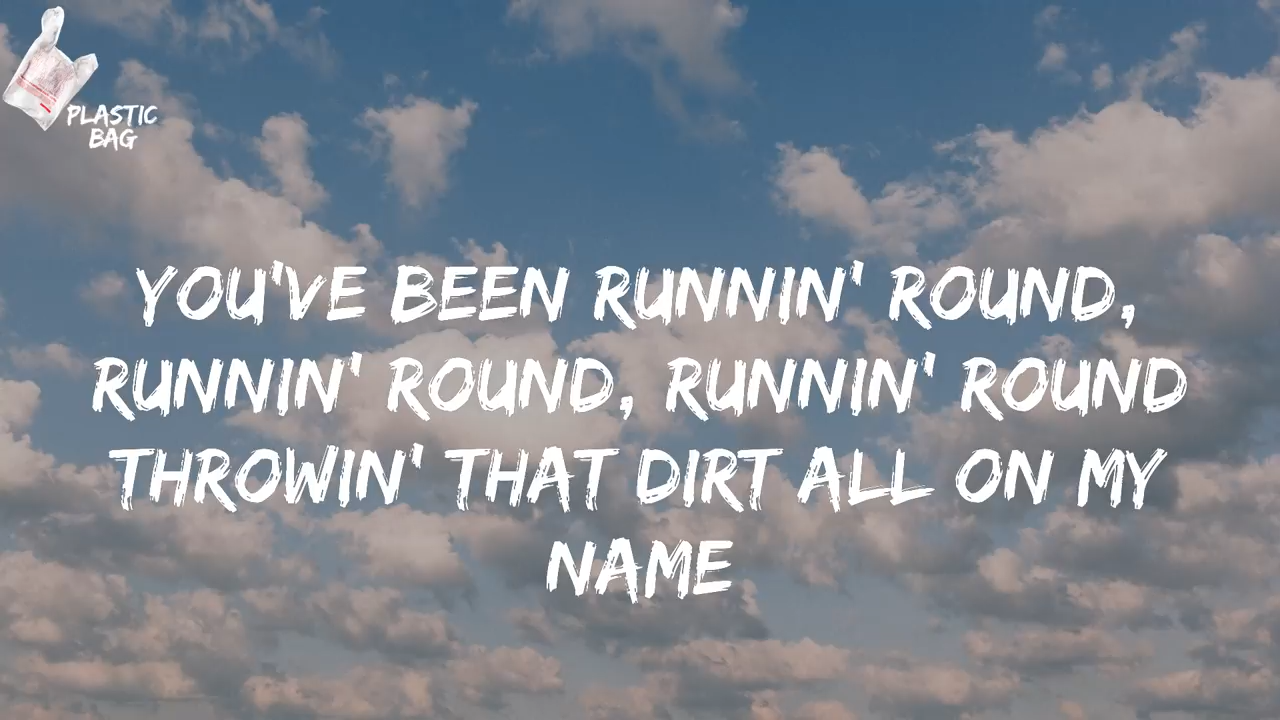 PLASTIC
BAG
YOU'VE BEEN RUNNIN' ROUND,
RUNNIN' ROUND, RUNNIN' ROUND
THROWIN' THAT DIRT ALL ON MY
NAME